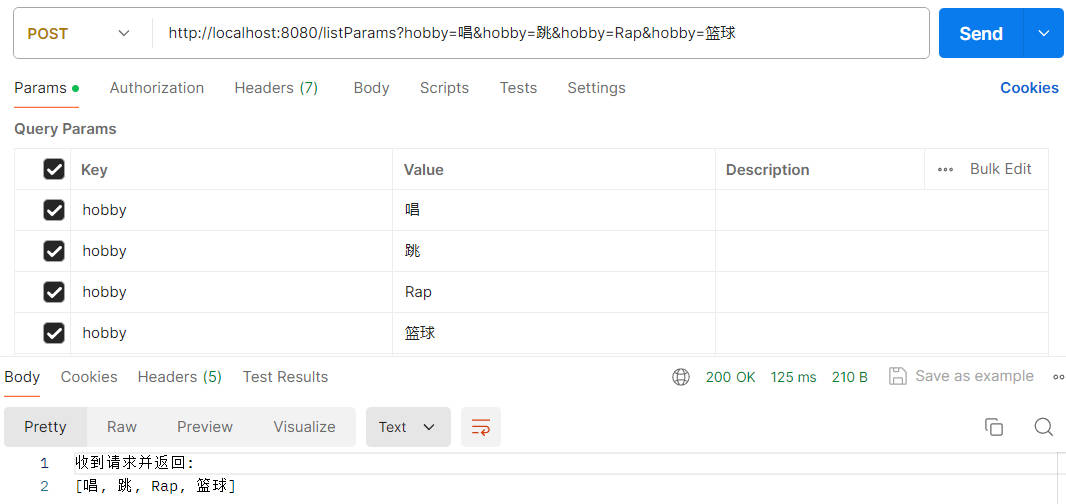 POST http://localhost:8080/listParams?hobby=唱&hobby=跳&hobby=Rap&hobby=篮球 Send
Params Authorization Headers (7) Body Scripts Tests Settings Cookies
Query Params
Key Value Description Bulk Edit
hobby 唱
hobby 跳
hobby Rap
hobby 篮球
Body Cookies Headers (5) Test Results 200 OK 125 ms 210 B Save as example
Pretty Raw Preview Visualize Text
1 收到请求并返回:
2 [唱, 跳, Rap, 篮球]